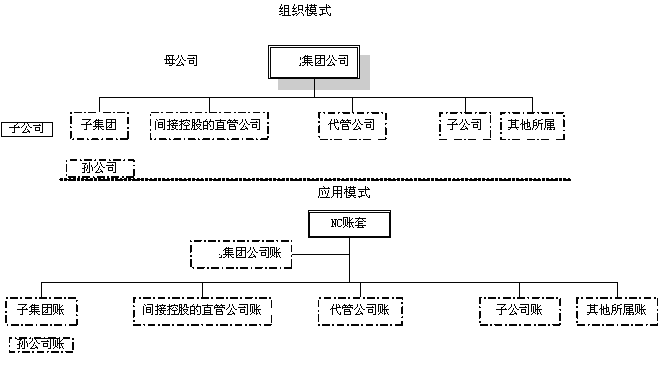 组织模式
母公司
集团公司
子公司
子集团
间接控股的直管公司
代管公司
子公司
其他所属
孙公司
应用模式
NC账套
集团公司账
子集团账
间接控股的直管公司账
代管公司账
子公司账
其他所属账
孙公司账